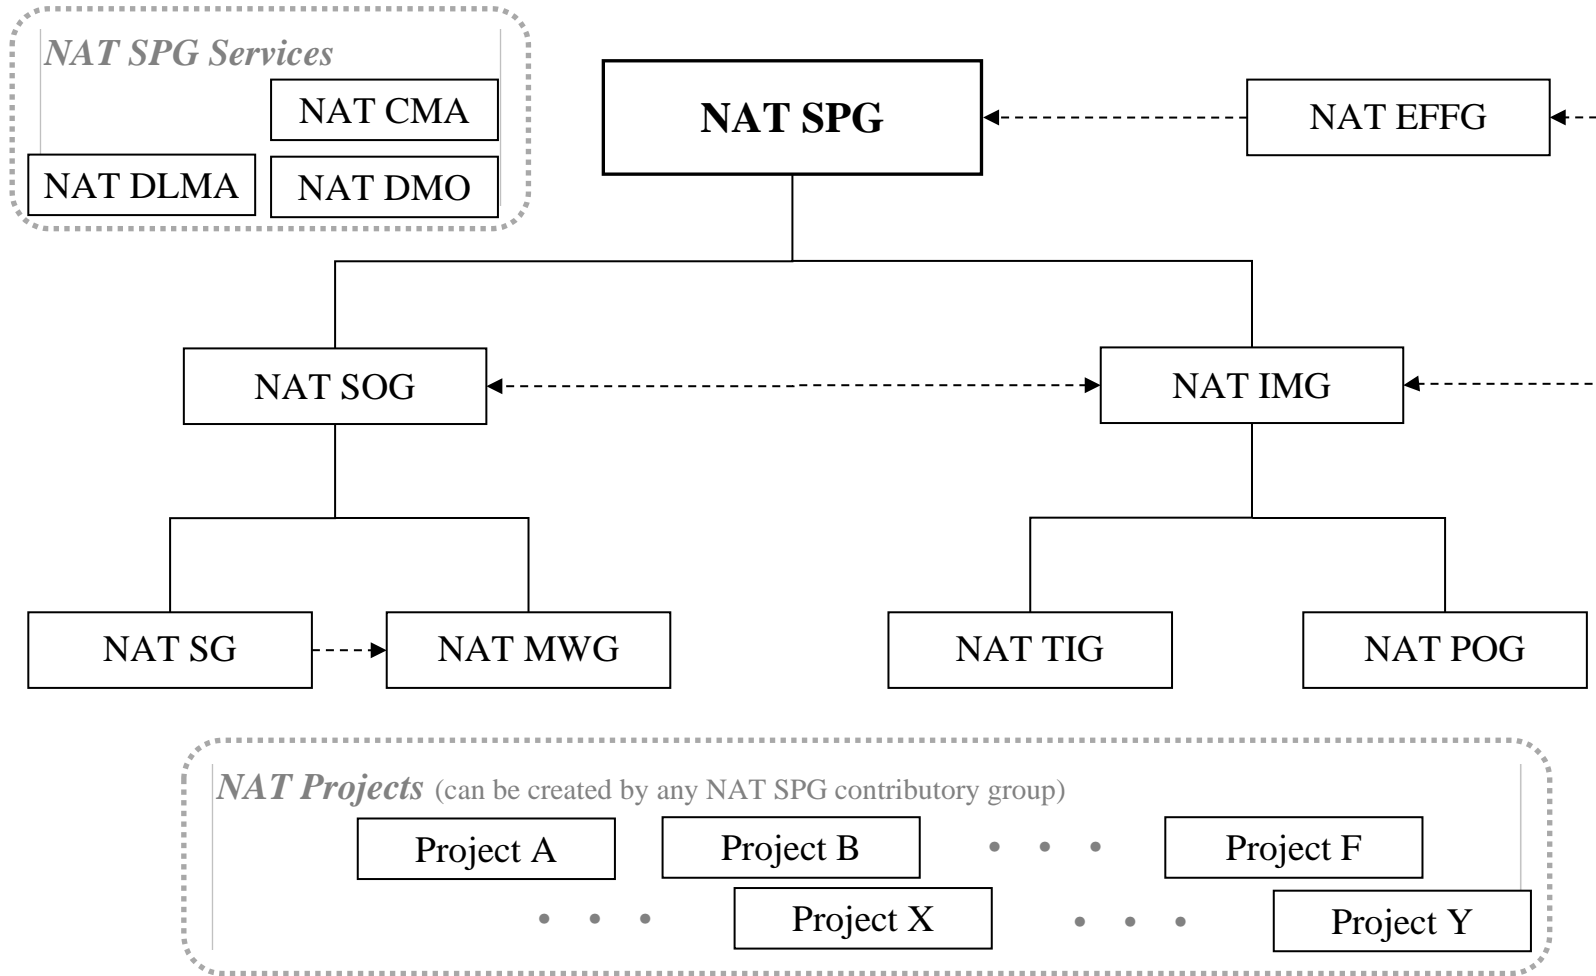 NAT SPG Services
NAT CMA
NAT DLMA
NAT DMO
NAT SPG
NAT EFFG
NAT SOG
NAT IMG
NAT SG
NAT MWG
NAT TIG
NAT POG
NAT Projects (can be created by any NAT SPG contributory group)
Project A
Project B
• • •
Project F
• • •
Project X
• • •
Project Y